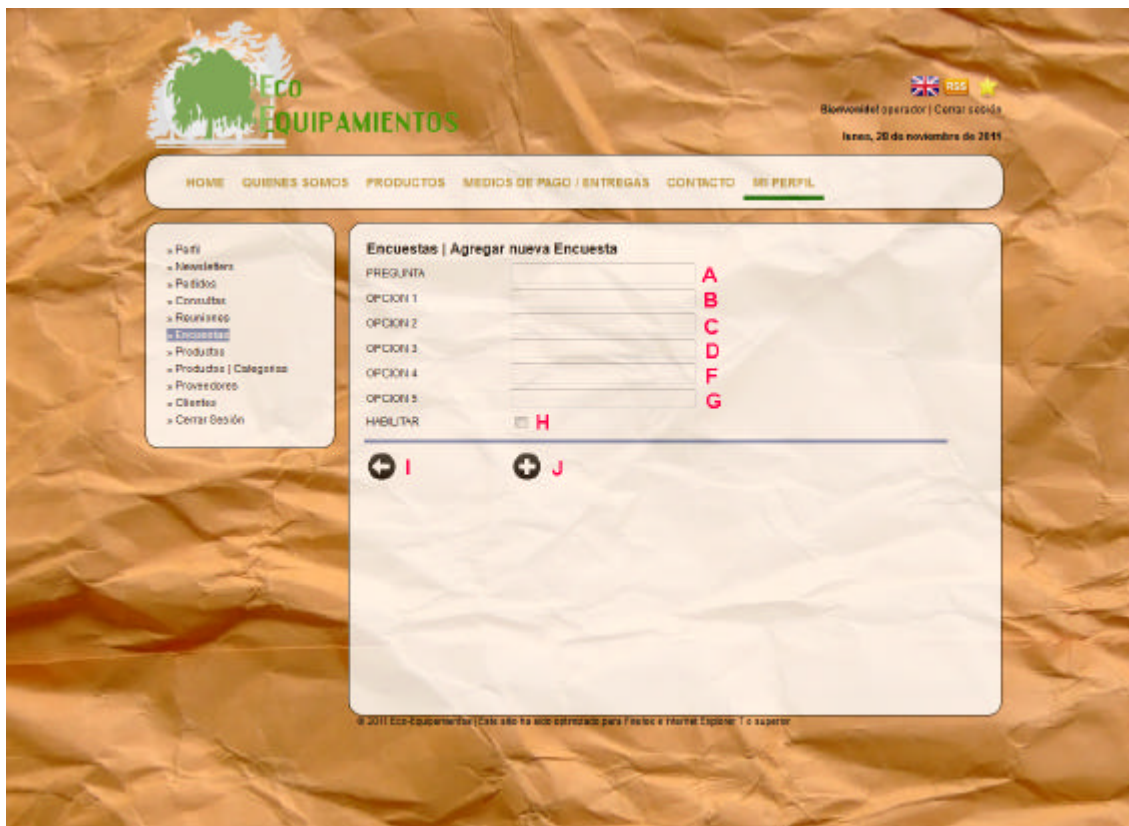 ECO
EQUIPAMIENTOS
RSS
Bienvenido! operador | Cerrar sesión
lunes, 28 de noviembre de 2011
HOME QUIENES SOMOS PRODUCTOS MEDIOS DE PAGO / ENTREGAS CONTACTO MI PERFIL
» Perfil
» Newsletters
» Pedidos
» Consultas
» Reuniones
» Encuestas
» Productos
» Productos | Categorias
» Proveedores
» Clientes
» Cerrar Sesión
Encuestas | Agregar nueva Encuesta
PREGUNTA A
OPCION 1 B
OPCION 2 C
OPCION 3 D
OPCION 4 F
OPCION 5 G
HABILITAR H
I J
© 2011 Eco-Equipamientos | Este sitio ha sido optimizado para Firefox e Internet Explorer 7 o superior